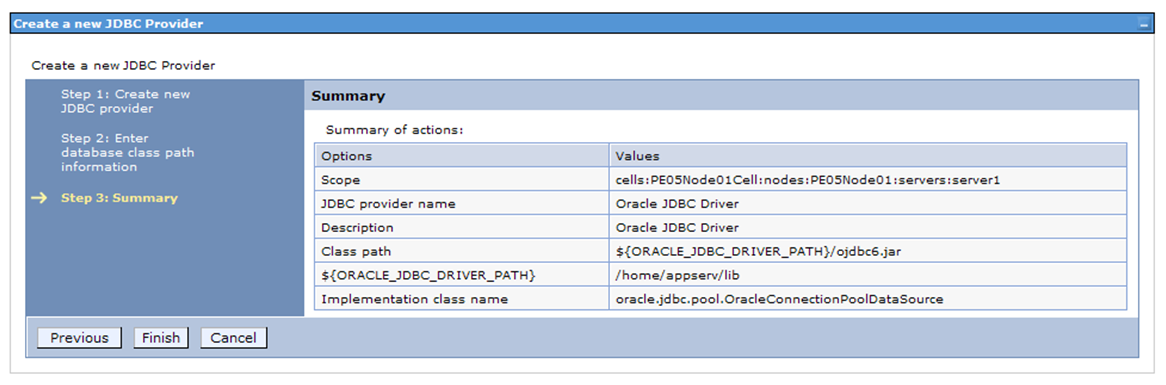 Create a new JDBC Provider
Create a new JDBC Provider
Step 1: Create new
JDBC provider
Step 2: Enter
database class path
information
Step 3: Summary
Summary
Summary of actions:
Options Values
Scope cells:PE05Node01Cell:nodes:PE05Node01:servers:server1
JDBC provider name Oracle JDBC Driver
Description Oracle JDBC Driver
Class path ${ORACLE_JDBC_DRIVER_PATH}/ojdbc6.jar
${ORACLE_JDBC_DRIVER_PATH} /home/appserv/lib
Implementation class name oracle.jdbc.pool.OracleConnectionPoolDataSource
Previous Finish Cancel